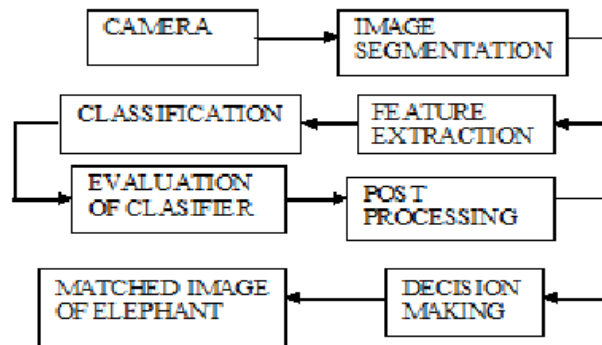 CAMERA
IMAGE
SEGMENTATION
CLASSIFICATION
FEATURE
EXTRACTION
EVALUATION
OF CLASIFIER
POST
PROCESSING
MATCHED IMAGE
OF ELEPHANT
DECISION
MAKING